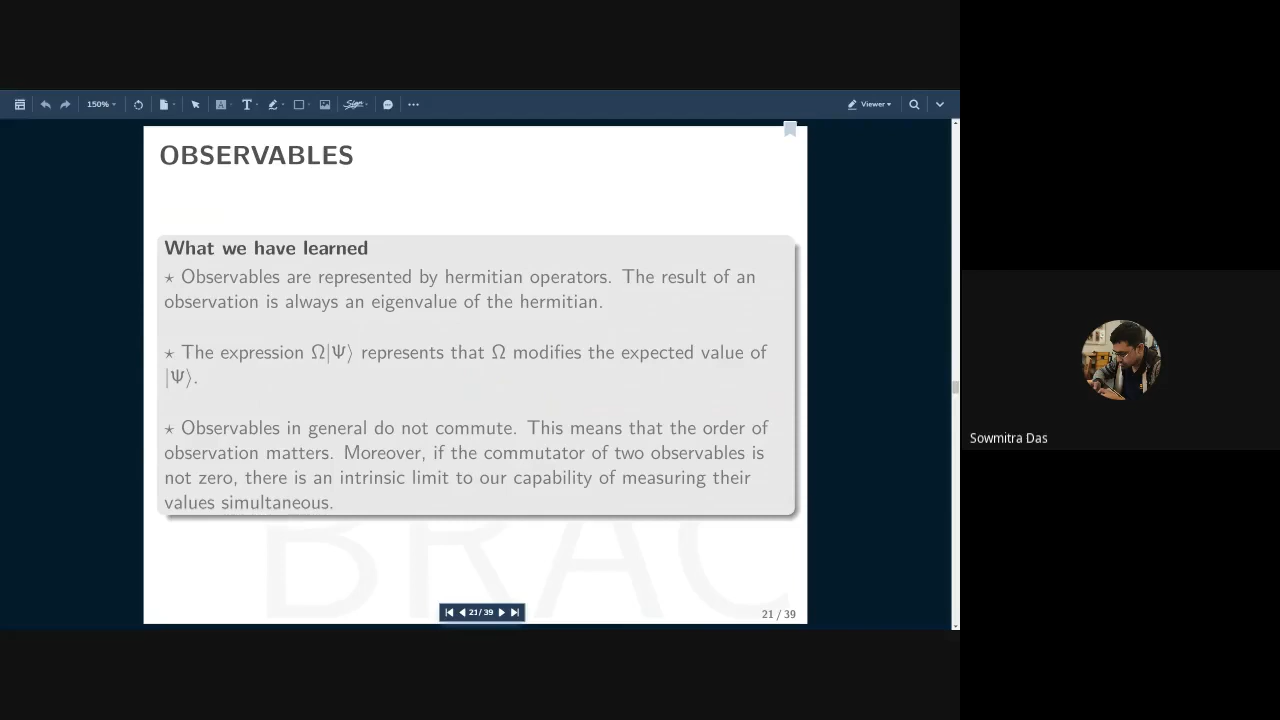 150%
T
Sign
Viewer
OBSERVABLES
What we have learned
⋆ Observables are represented by hermitian operators. The result of an
observation is always an eigenvalue of the hermitian.
⋆ The expression Ω|Ψ⟩ represents that Ω modifies the expected value of
|Ψ⟩.
⋆ Observables in general do not commute. This means that the order of
observation matters. Moreover, if the commutator of two observables is
not zero, there is an intrinsic limit to our capability of measuring their
values simultaneous.
BRAC
21/39
21 / 39
Sowmitra Das